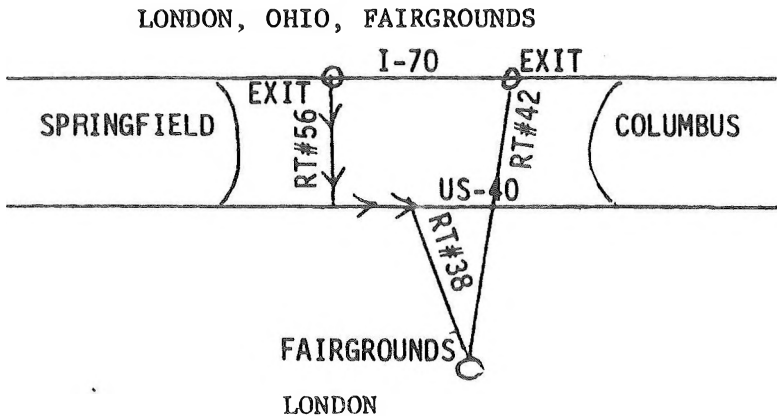 LONDON, OHIO, FAIRGROUNDS
I-70
EXIT
EXIT
RT#56
RT#42
SPRINGFIELD
COLUMBUS
US-40
RT#38
FAIRGROUNDS
LONDON